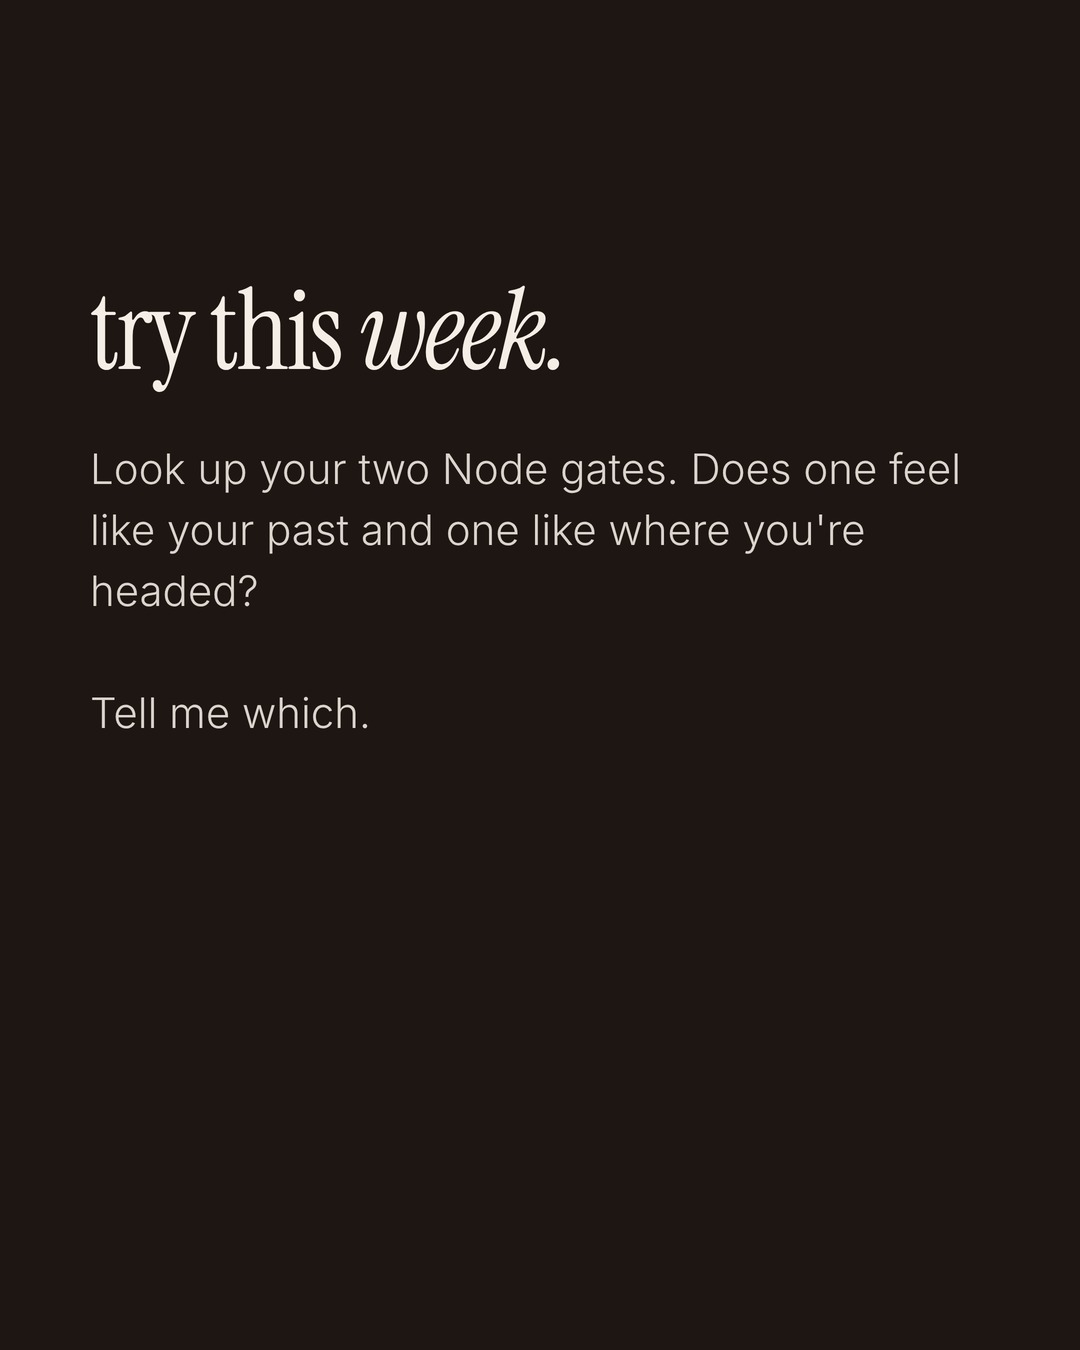 try this week.
Look up your two Node gates. Does one feel
like your past and one like where you're
headed?
Tell me which.